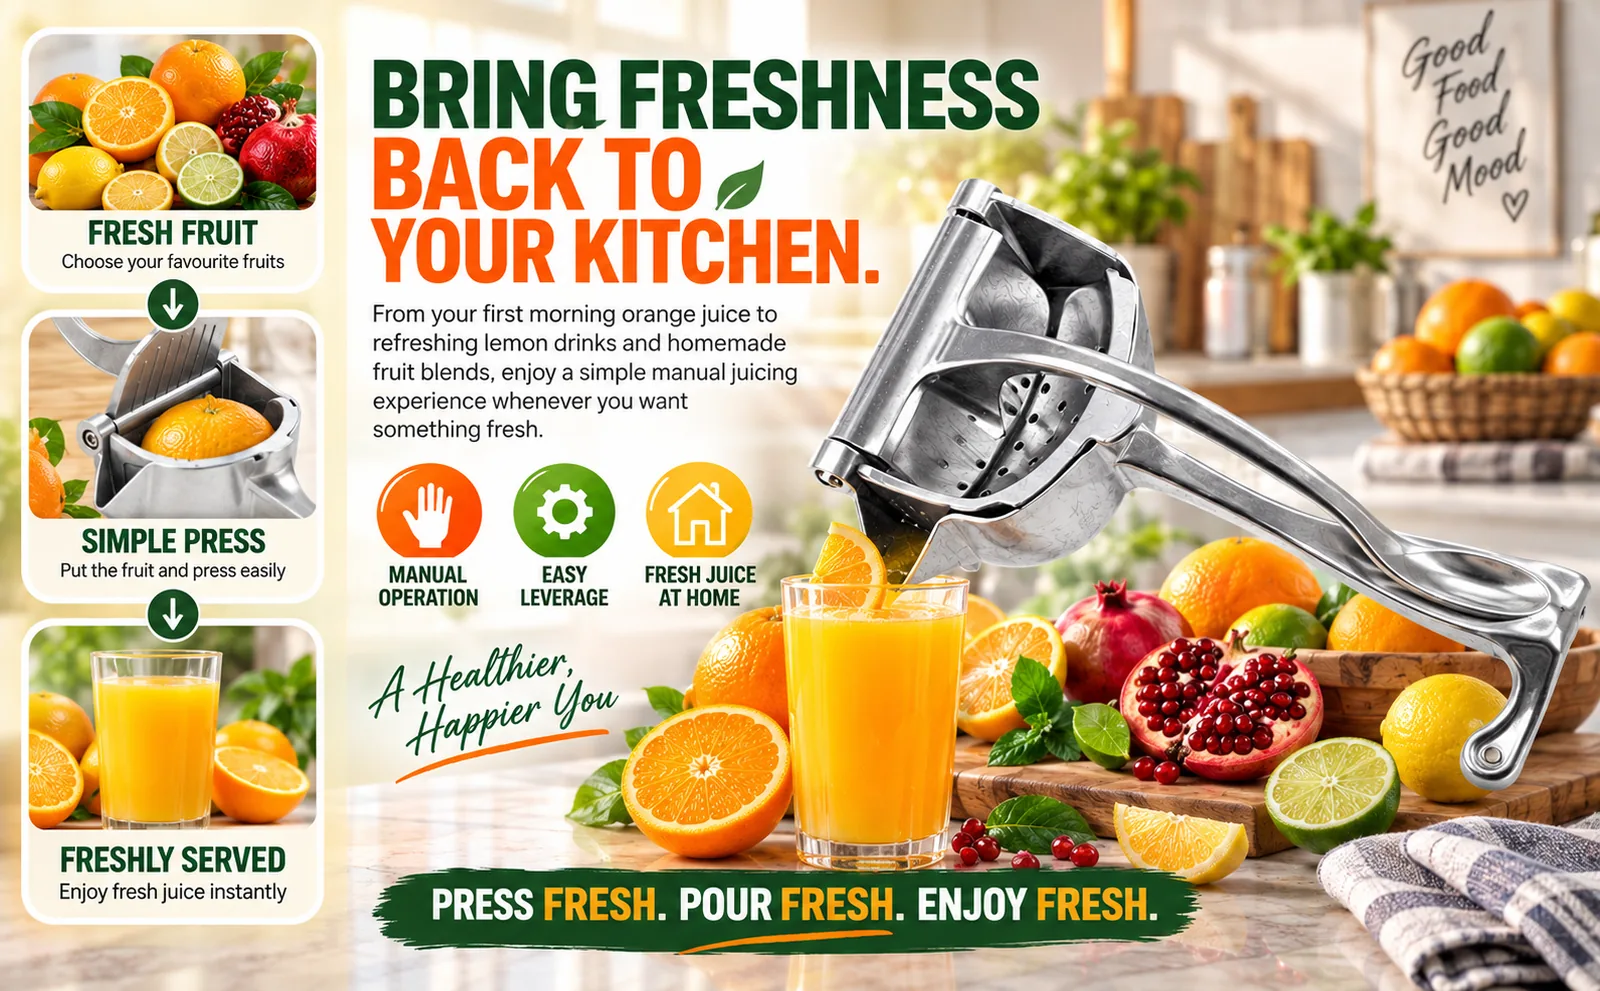 BRING FRESHNESS
BACK TO
YOUR KITCHEN.
From your first morning orange juice to
refreshing lemon drinks and homemade
fruit blends, enjoy a simple manual juicing
experience whenever you want
something fresh.
MANUAL
OPERATION
EASY
LEVERAGE
FRESH JUICE
AT HOME
A Healthier,
Happier You
FRESH FRUIT
Choose your favourite fruits
SIMPLE PRESS
Put the fruit and press easily
FRESHLY SERVED
Enjoy fresh juice instantly
Good
Food
Good
Mood
PRESS FRESH. POUR FRESH. ENJOY FRESH.